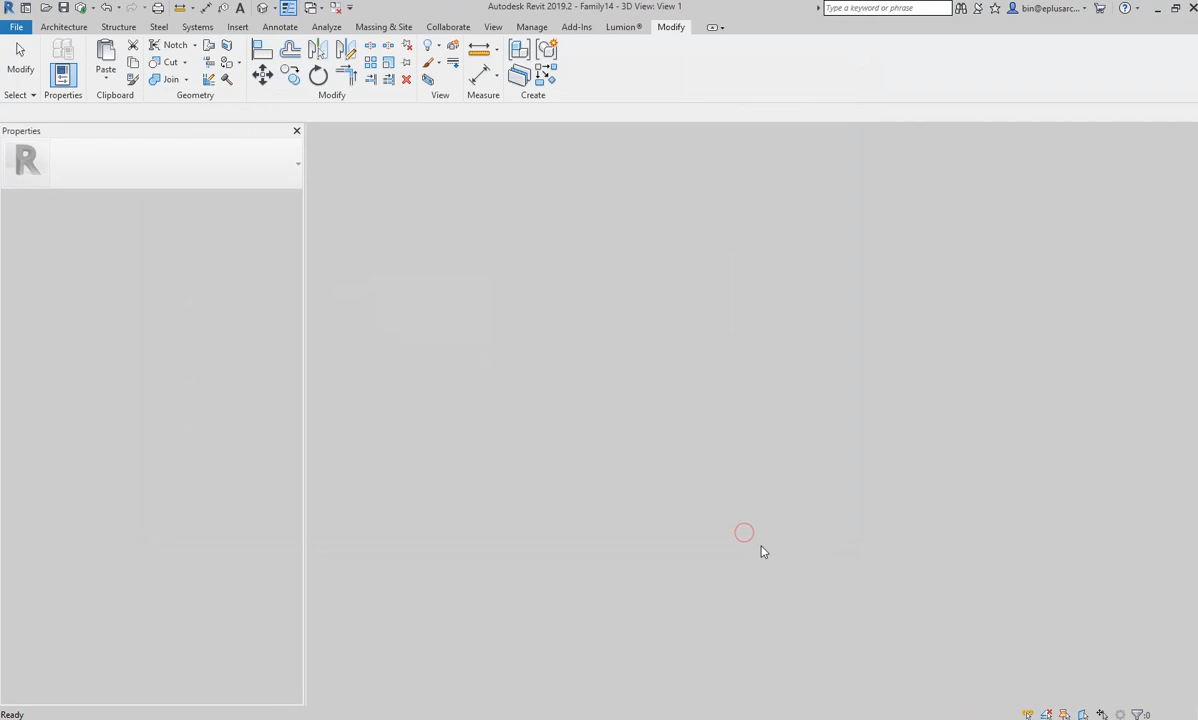 Autodesk Revit 2019.2 - Family14 - 3D View: View 1
Type a keyword or phrase
bin@eplusarc...
File Architecture Structure Steel Systems Insert Annotate Analyze Massing & Site Collaborate View Manage Add-Ins Lumion® Modify
Modify
Paste
Notch
Cut
Join
Select Properties Clipboard Geometry Modify View Measure Create
Properties
R
Ready
:0